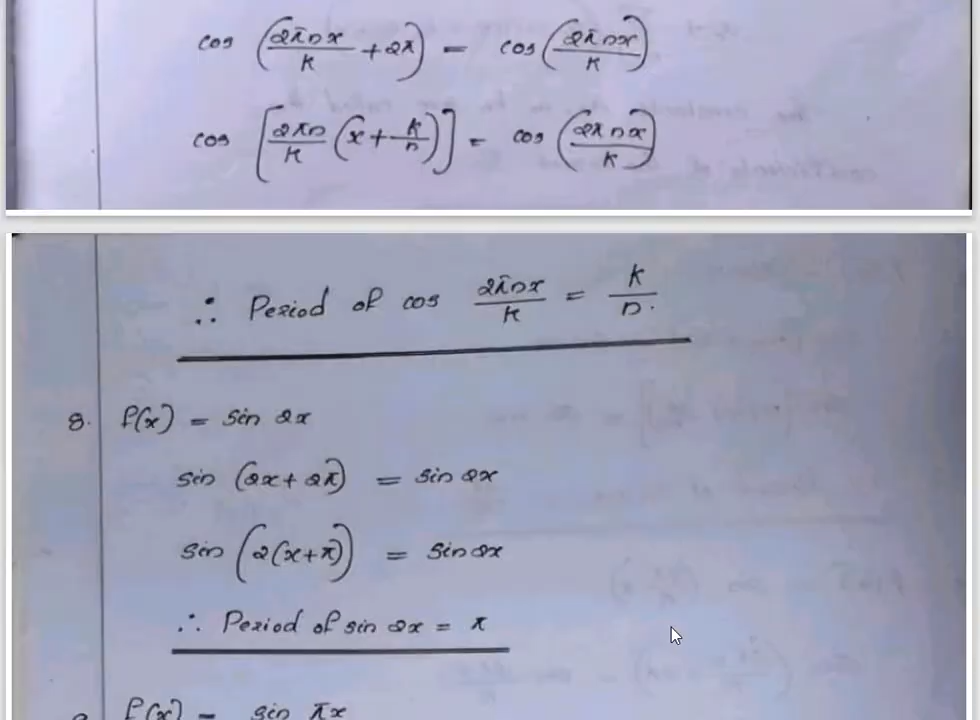 cos (2πnx/k + 2π) = cos (2πnx/k)
cos [2πn/k (x + k/n)] = cos (2πnx/k)
∴ Period of cos 2πnx/k = k/n.
8. f(x) = sin 2x
sin (2x + 2π) = sin 2x
sin (2(x+π)) = sin 2x
∴ Period of sin 2x = π
f(x) = sin πx